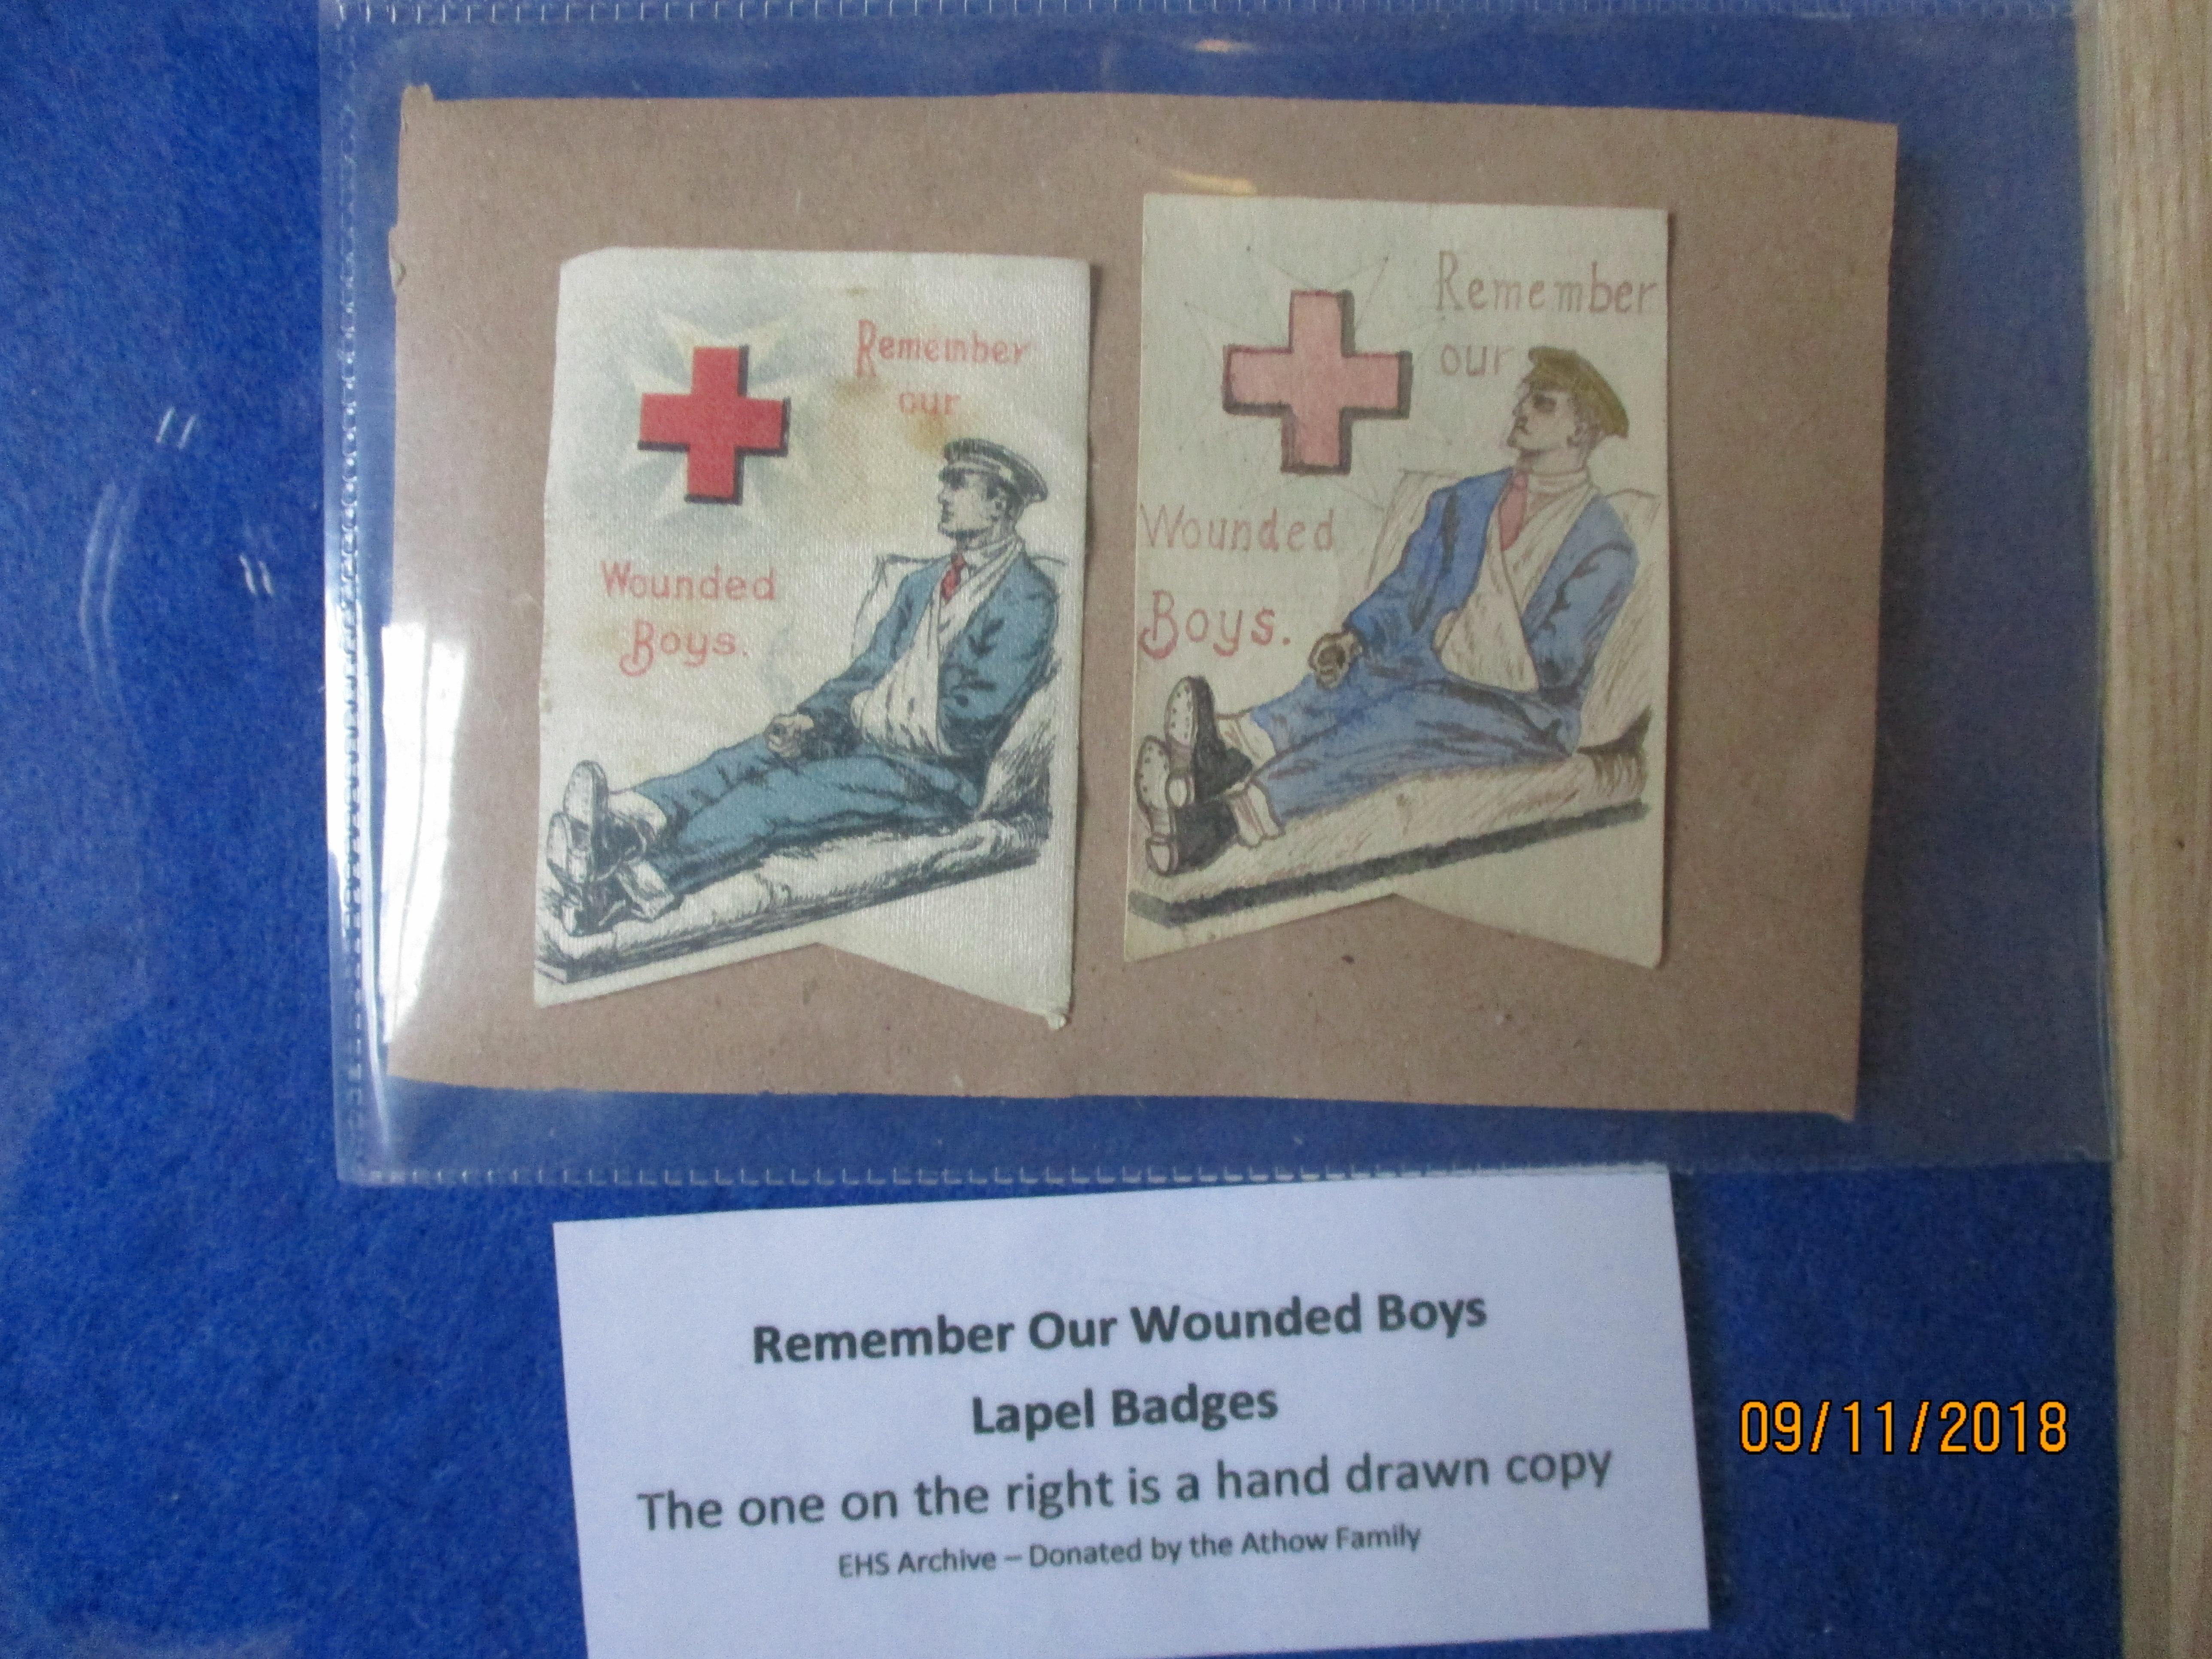 Remember
our
Wounded
Boys.
Remember
our
Wounded
Boys.
Remember Our Wounded Boys
Lapel Badges
The one on the right is a hand drawn copy
EHS Archive – Donated by the Athow Family
09/11/2018